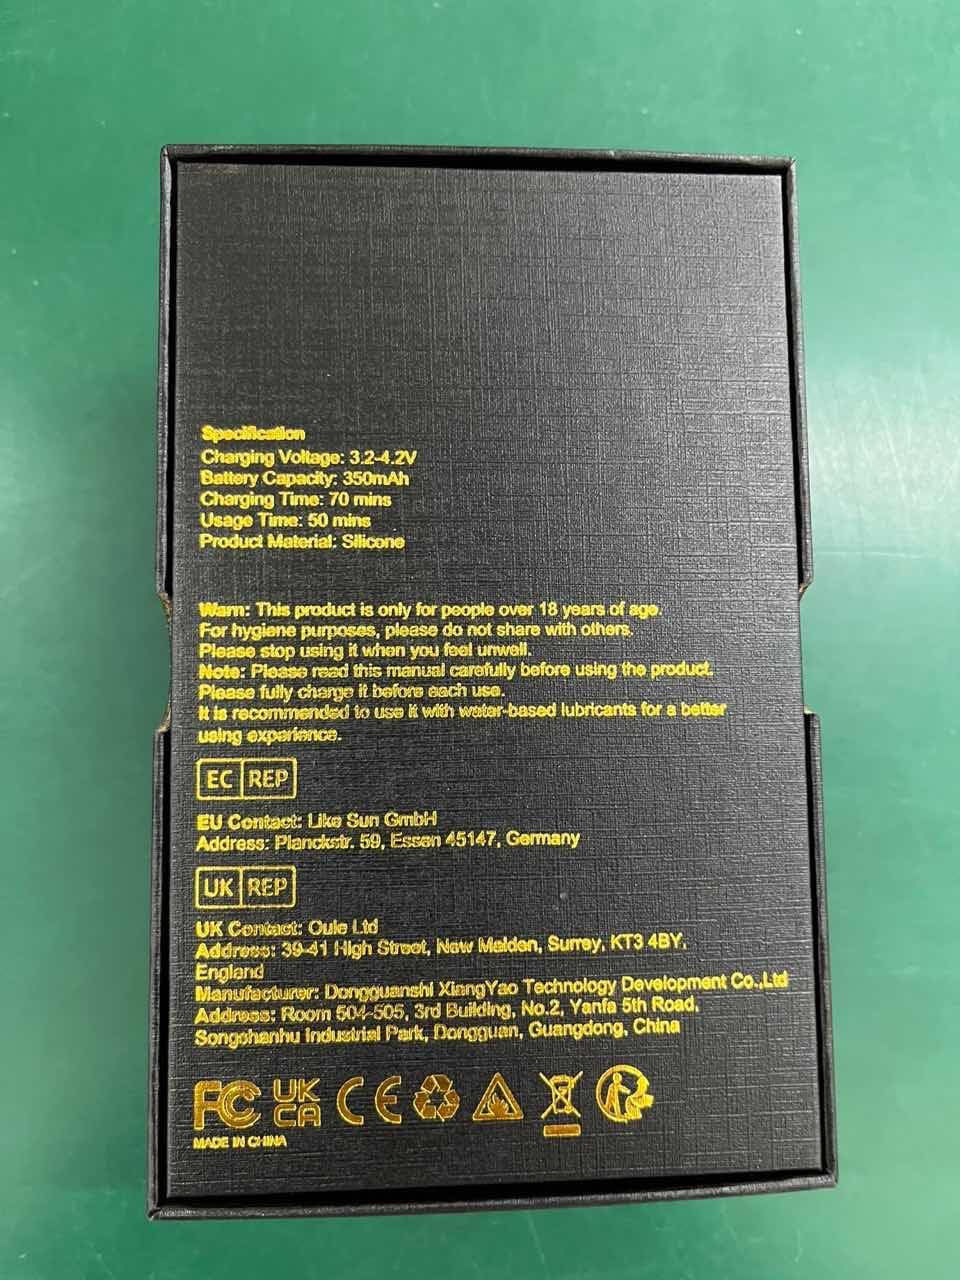 Specification
Charging Voltage: 3.2-4.2V
Battery Capacity: 350mAh
Charging Time: 70 mins
Usage Time: 50 mins
Product Material: Silicone
Warn: This product is only for people over 18 years of age.
For hygiene purposes, please do not share with others.
Please stop using it when you feel unwell.
Note: Please read this manual carefully before using the product.
Please fully charge it before each use.
It is recommended to use it with water-based lubricants for a better
using experience.
EC REP
EU Contact: Like Sun GmbH
Address: Planckstr. 59, Essen 45147, Germany
UK REP
UK Contact: Oule Ltd
Address: 39-41 High Street, New Malden, Surrey, KT3 4BY,
England
Manufacturer: Dongguanshi XiangYao Technology Development Co.,Ltd
Address: Room 504-505, 3rd Building, No.2, Yanfa 5th Road,
Songshanhu Industrial Park, Dongguan, Guangdong, China
FC UK CA CE
MADE IN CHINA